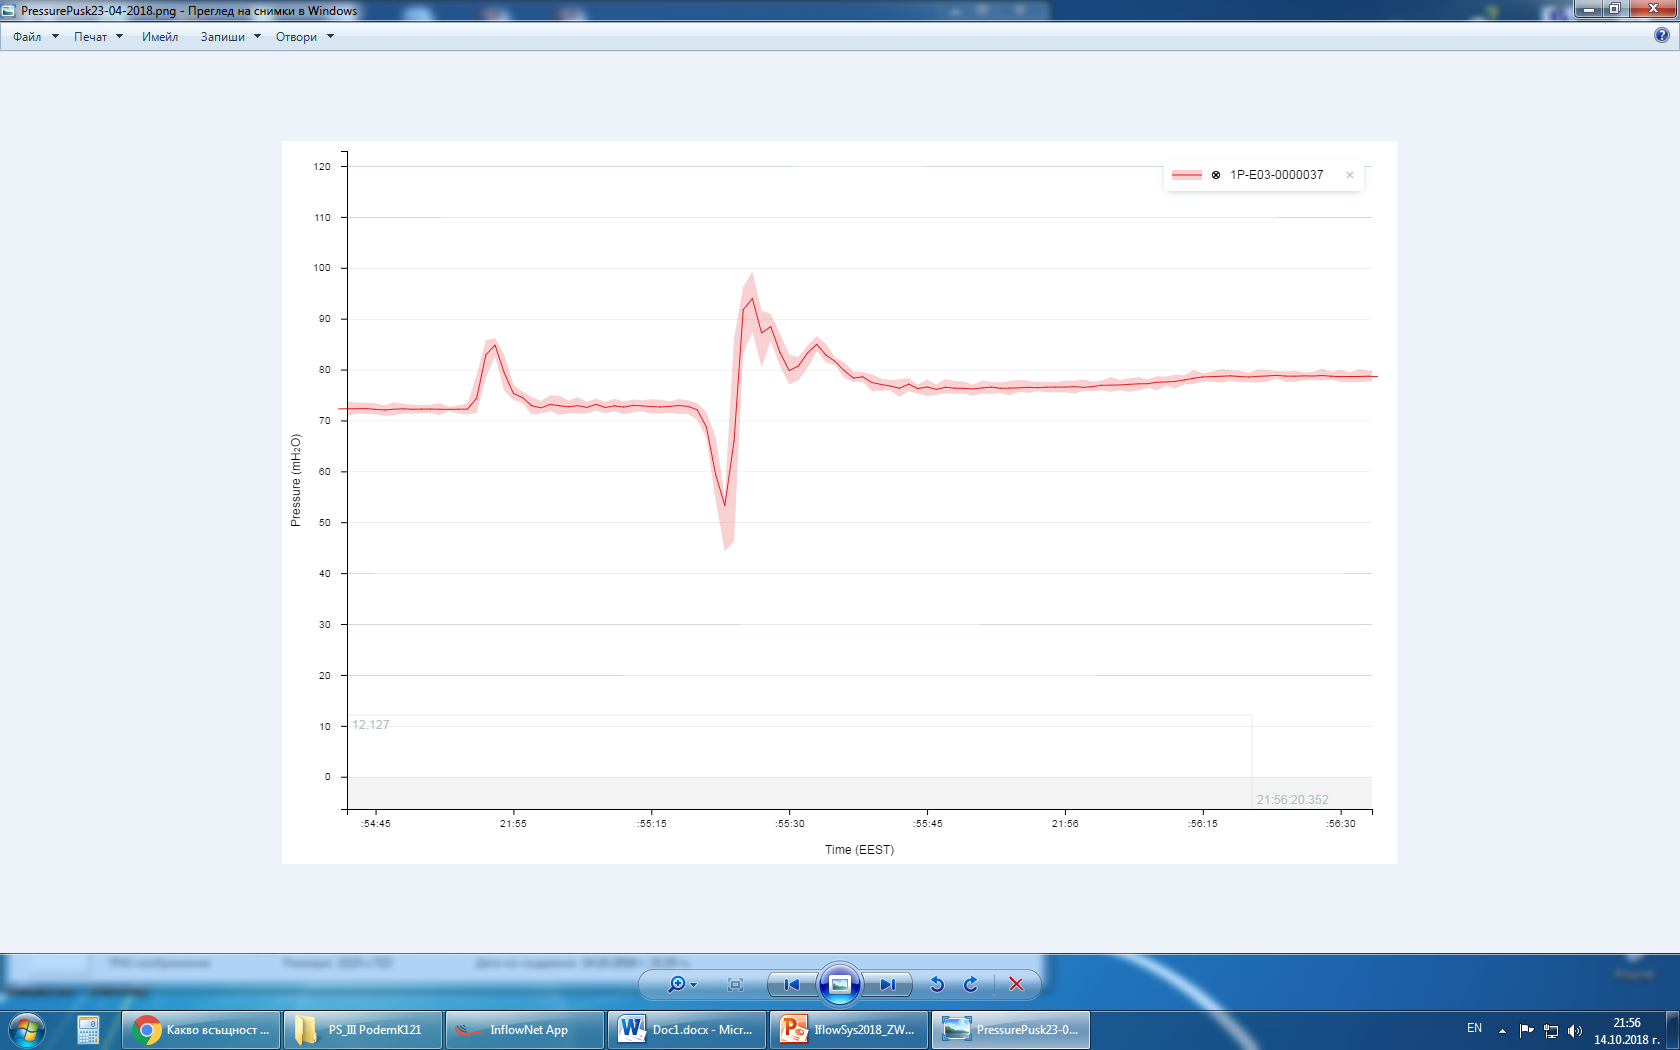 PressurePusk23-04-2018.png - Преглед на снимки в Windows
Файл Печат Имейл Запиши Отвори
120
110
100
90
80
70
60
50
40
30
20
10
0
Pressure (mH₂O)
1P-E03-0000037
12.127
21:56:20.352
:54:45 21:55 :55:15 :55:30 :55:45 21:56 :56:15 :56:30
Time (EEST)
Какво всъщност ... PS_III PodemK121 InflowNet App Doc1.docx - Micr... IflowSys2018_ZW... PressurePusk23-0...
EN
21:56
14.10.2018 г.